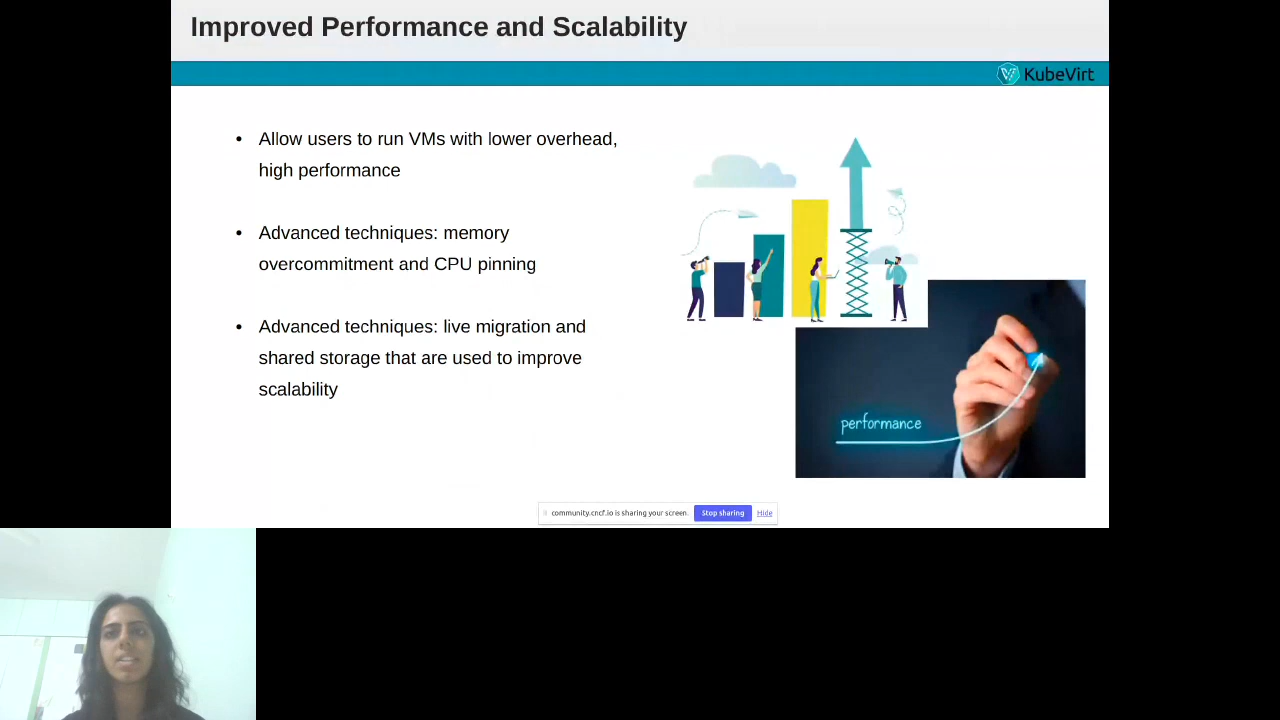 Improved Performance and Scalability
KubeVirt
• Allow users to run VMs with lower overhead,
high performance
• Advanced techniques: memory
overcommitment and CPU pinning
• Advanced techniques: live migration and
shared storage that are used to improve
scalability
performance
community.cncf.io is sharing your screen. Stop sharing Hide